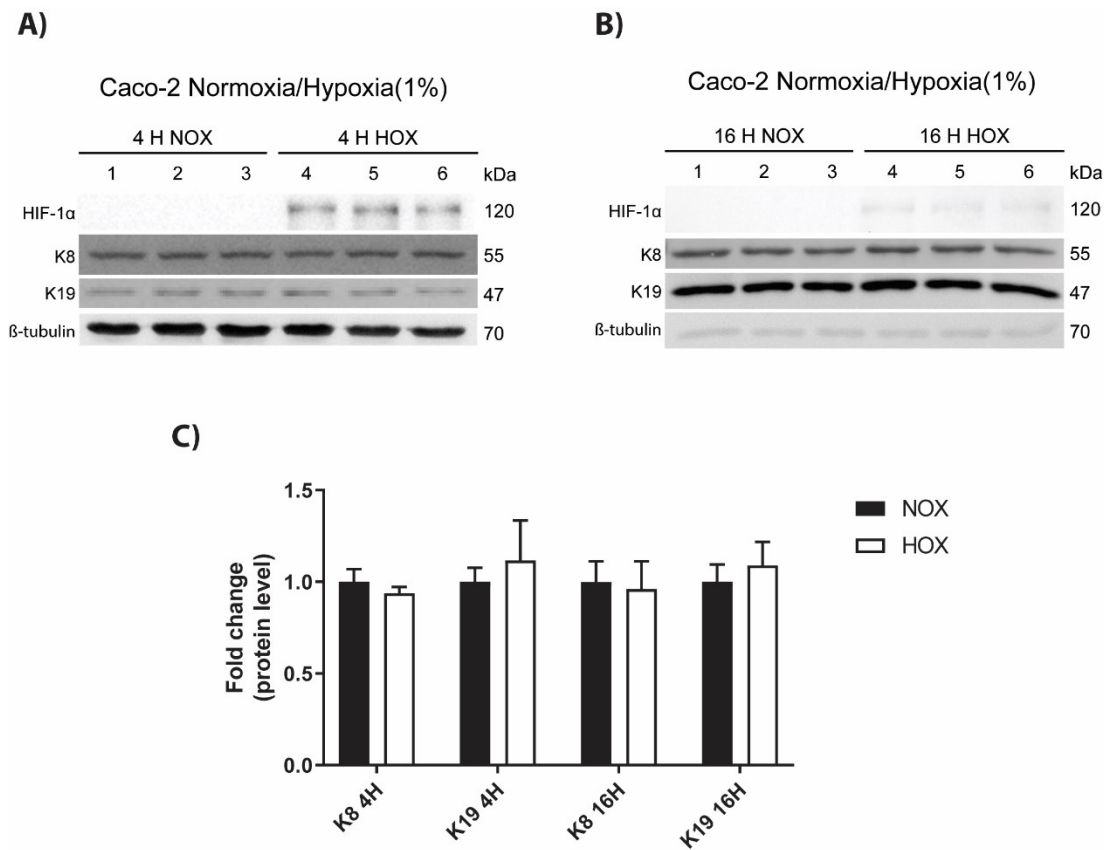 A)
Caco-2 Normoxia/Hypoxia(1%)
4 H NOX 4 H HOX
1 2 3 4 5 6 kDa
HIF-1α 120
K8 55
K19 47
ß-tubulin 70
B)
Caco-2 Normoxia/Hypoxia(1%)
16 H NOX 16 H HOX
1 2 3 4 5 6 kDa
HIF-1α 120
K8 55
K19 47
ß-tubulin 70
C)
Fold change
(protein level)
1.5
1.0
0.5
0.0
K8 4H
K19 4H
K8 16H
K19 16H
NOX
HOX